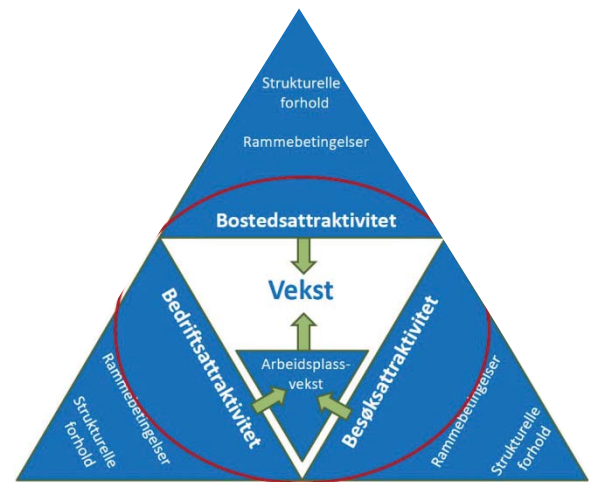 Strukturelle
forhold
Rammebetingelser
Bostedsattraktivitet
Vekst
Arbeidsplass-
vekst
Bedriftsattraktivitet
Rammebetingelser
Strukturelle
forhold
Besøksattraktivitet
Rammebetingelser
Strukturelle
forhold